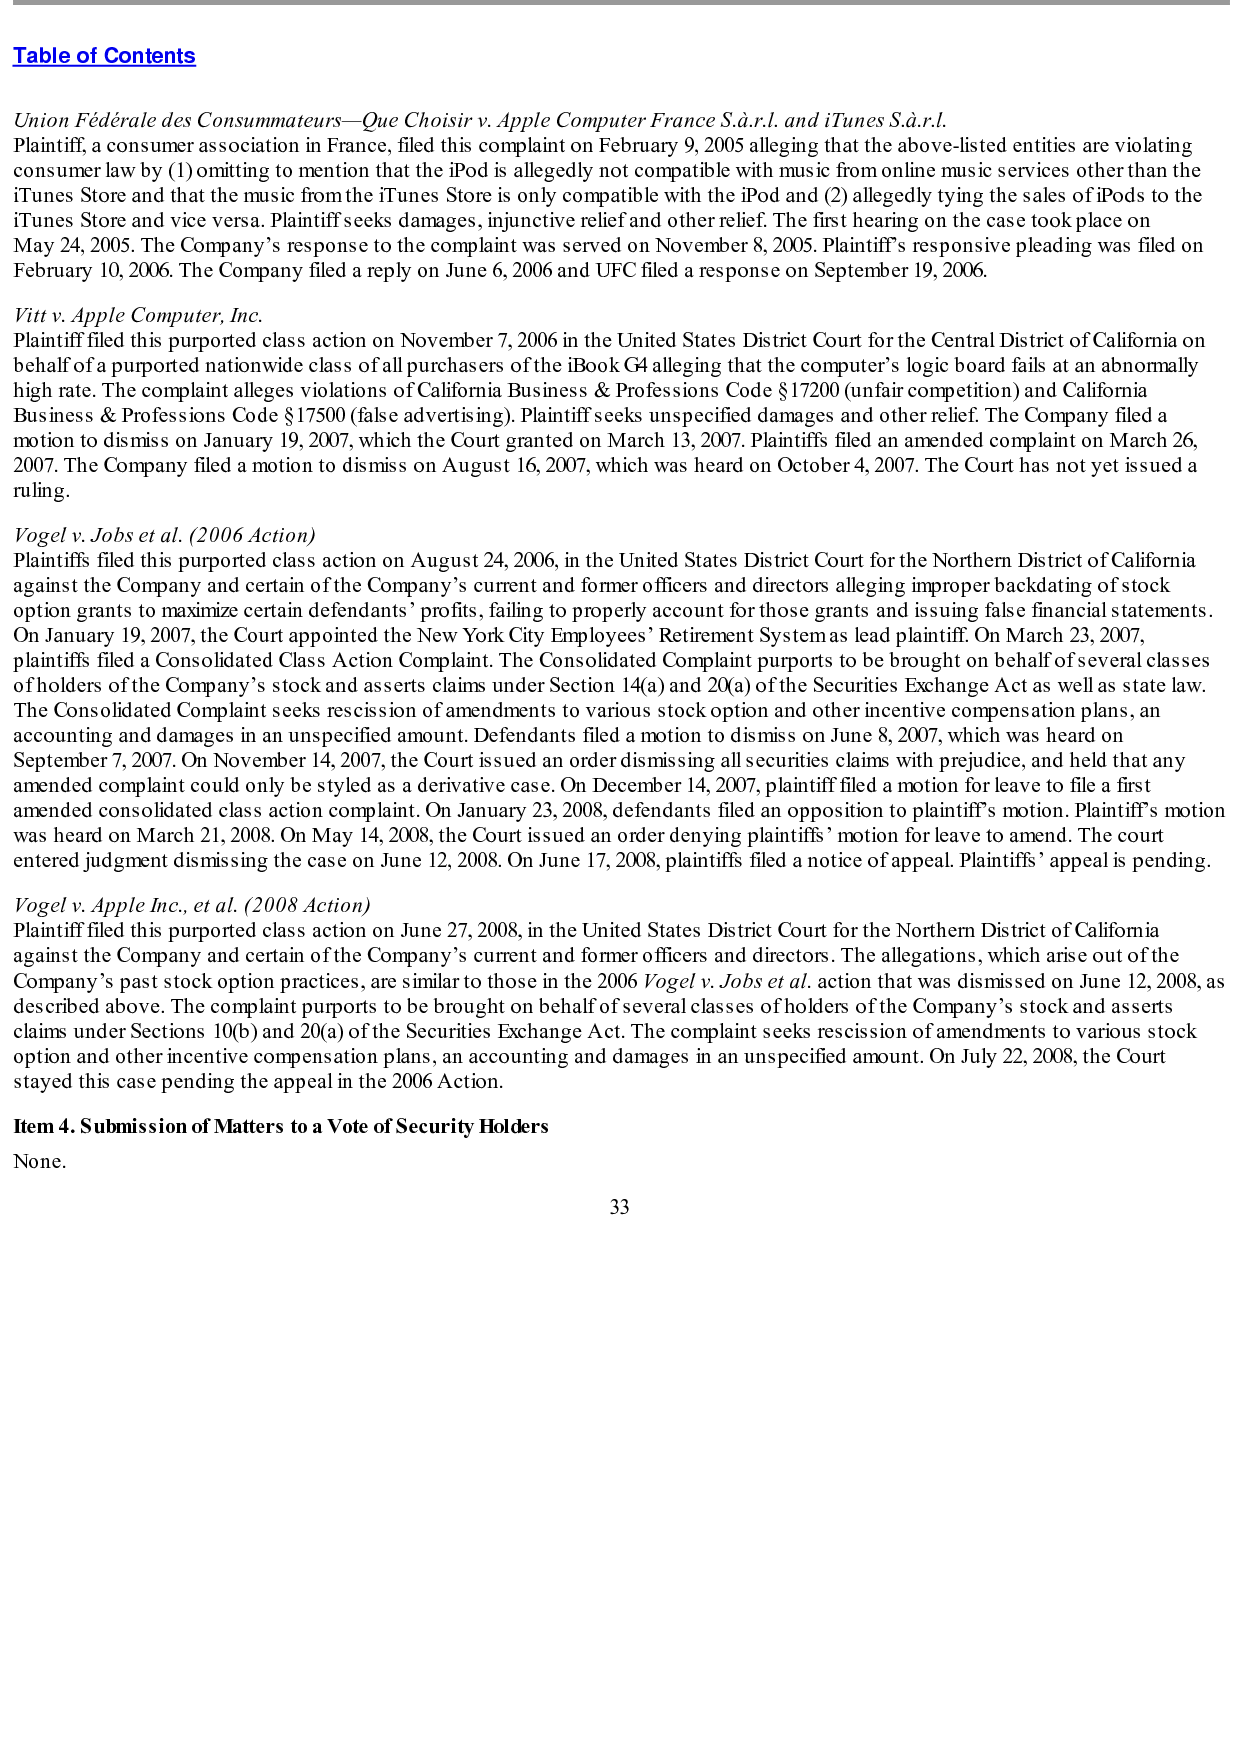 Table of Contents
Union Fédérale des Consummateurs—Que Choisir v. Apple Computer France S.à.r.l. and iTunes S.à.r.l.
Plaintiff, a consumer association in France, filed this complaint on February 9, 2005 alleging that the above-listed entities are violating
consumer law by (1) omitting to mention that the iPod is allegedly not compatible with music from online music services other than the
iTunes Store and that the music from the iTunes Store is only compatible with the iPod and (2) allegedly tying the sales of iPods to the
iTunes Store and vice versa. Plaintiff seeks damages, injunctive relief and other relief. The first hearing on the case took place on
May 24, 2005. The Company’s response to the complaint was served on November 8, 2005. Plaintiff’s responsive pleading was filed on
February 10, 2006. The Company filed a reply on June 6, 2006 and UFC filed a response on September 19, 2006.
Vitt v. Apple Computer, Inc.
Plaintiff filed this purported class action on November 7, 2006 in the United States District Court for the Central District of California on
behalf of a purported nationwide class of all purchasers of the iBook G4 alleging that the computer’s logic board fails at an abnormally
high rate. The complaint alleges violations of California Business & Professions Code §17200 (unfair competition) and California
Business & Professions Code §17500 (false advertising). Plaintiff seeks unspecified damages and other relief. The Company filed a
motion to dismiss on January 19, 2007, which the Court granted on March 13, 2007. Plaintiffs filed an amended complaint on March 26,
2007. The Company filed a motion to dismiss on August 16, 2007, which was heard on October 4, 2007. The Court has not yet issued a
ruling.
Vogel v. Jobs et al. (2006 Action)
Plaintiffs filed this purported class action on August 24, 2006, in the United States District Court for the Northern District of California
against the Company and certain of the Company’s current and former officers and directors alleging improper backdating of stock
option grants to maximize certain defendants’ profits, failing to properly account for those grants and issuing false financial statements.
On January 19, 2007, the Court appointed the New York City Employees’ Retirement System as lead plaintiff. On March 23, 2007,
plaintiffs filed a Consolidated Class Action Complaint. The Consolidated Complaint purports to be brought on behalf of several classes
of holders of the Company’s stock and asserts claims under Section 14(a) and 20(a) of the Securities Exchange Act as well as state law.
The Consolidated Complaint seeks rescission of amendments to various stock option and other incentive compensation plans, an
accounting and damages in an unspecified amount. Defendants filed a motion to dismiss on June 8, 2007, which was heard on
September 7, 2007. On November 14, 2007, the Court issued an order dismissing all securities claims with prejudice, and held that any
amended complaint could only be styled as a derivative case. On December 14, 2007, plaintiff filed a motion for leave to file a first
amended consolidated class action complaint. On January 23, 2008, defendants filed an opposition to plaintiff’s motion. Plaintiff’s motion
was heard on March 21, 2008. On May 14, 2008, the Court issued an order denying plaintiffs’ motion for leave to amend. The court
entered judgment dismissing the case on June 12, 2008. On June 17, 2008, plaintiffs filed a notice of appeal. Plaintiffs’ appeal is pending.
Vogel v. Apple Inc., et al. (2008 Action)
Plaintiff filed this purported class action on June 27, 2008, in the United States District Court for the Northern District of California
against the Company and certain of the Company’s current and former officers and directors. The allegations, which arise out of the
Company’s past stock option practices, are similar to those in the 2006 Vogel v. Jobs et al. action that was dismissed on June 12, 2008, as
described above. The complaint purports to be brought on behalf of several classes of holders of the Company’s stock and asserts
claims under Sections 10(b) and 20(a) of the Securities Exchange Act. The complaint seeks rescission of amendments to various stock
option and other incentive compensation plans, an accounting and damages in an unspecified amount. On July 22, 2008, the Court
stayed this case pending the appeal in the 2006 Action.
Item 4. Submission of Matters to a Vote of Security Holders
None.
33